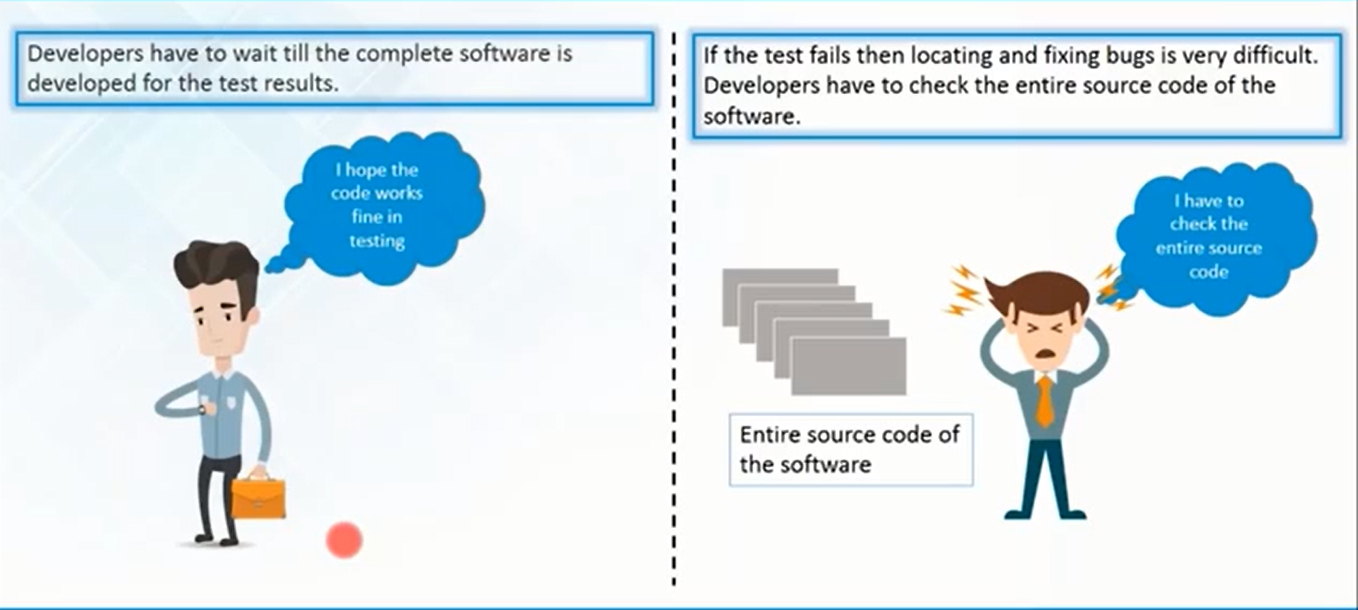 Developers have to wait till the complete software is
developed for the test results.
I hope the
code works
fine in
testing
If the test fails then locating and fixing bugs is very difficult.
Developers have to check the entire source code of the
software.
I have to
check the
entire source
code
Entire source code of
the software